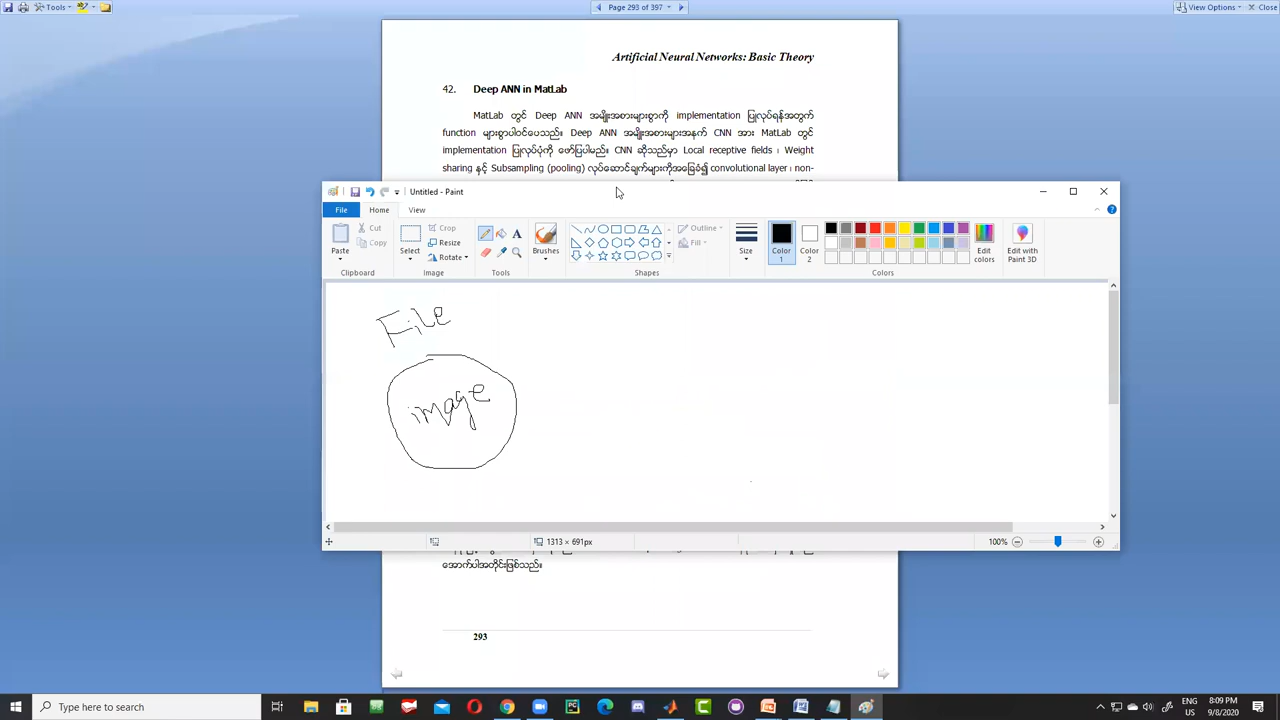 Tools
Page 293 of 397
View Options
Close
Artificial Neural Networks: Basic Theory
42. Deep ANN in MatLab
MatLab တွင် Deep ANN အမျိုးအစားများစွာကို implementation ပြုလုပ်ရန်အတွက်
function များစွာပါဝင်ပေသည်။ Deep ANN အမျိုးအစားများအနက် CNN အား MatLab တွင်
implementation ပြုလုပ်ပုံကို ဖော်ပြပါမည်။ CNN ဆိုသည်မှာ Local receptive fields ၊ Weight
sharing နှင့် Subsampling (pooling) လုပ်ဆောင်ချက်များကိုအခြေခံ၍ convolutional layer ၊ non-
Untitled - Paint
File Home View
Paste
Cut
Copy
Clipboard
Select
Crop
Resize
Rotate
Image
Tools
Brushes
Outline
Fill
Shapes
Size
Color 1
Color 2
Edit colors
Edit with Paint 3D
Colors
File
image
1313 × 691px
100%
အောက်ပါအတိုင်းဖြစ်သည်။
293
Type here to search
ENG
US
8:09 PM
9/8/2020